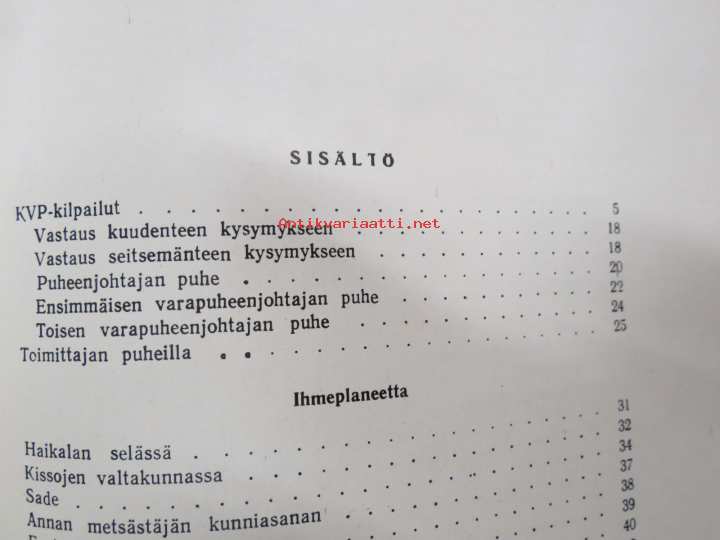 SISÄLTÖ
KVP-kilpailut . . . . . . . . . . . . . . 5
Antikvariaatti.net
Vastaus kuudenteen kysymykseen . . . . . . . 18
Vastaus seitsemänteen kysymykseen . . . . . . . 18
Puheenjohtajan puhe . . . . . . . . . . . 20
Ensimmäisen varapuheenjohtajan puhe . . . . . . . 22
Toisen varapuheenjohtajan puhe . . . . . . . . 24
Toimittajan puheilla . . . . . . . . . . . . 25
Ihmeplaneetta
Haikalan selässä . . . . . . . . . . . . 31
Kissojen valtakunnassa . . . . . . . . . . 32
Sade . . . . . . . . . . . . . . . . 34
Annan metsästäjän kunniasanan . . . . . . . . 37
38
39
40